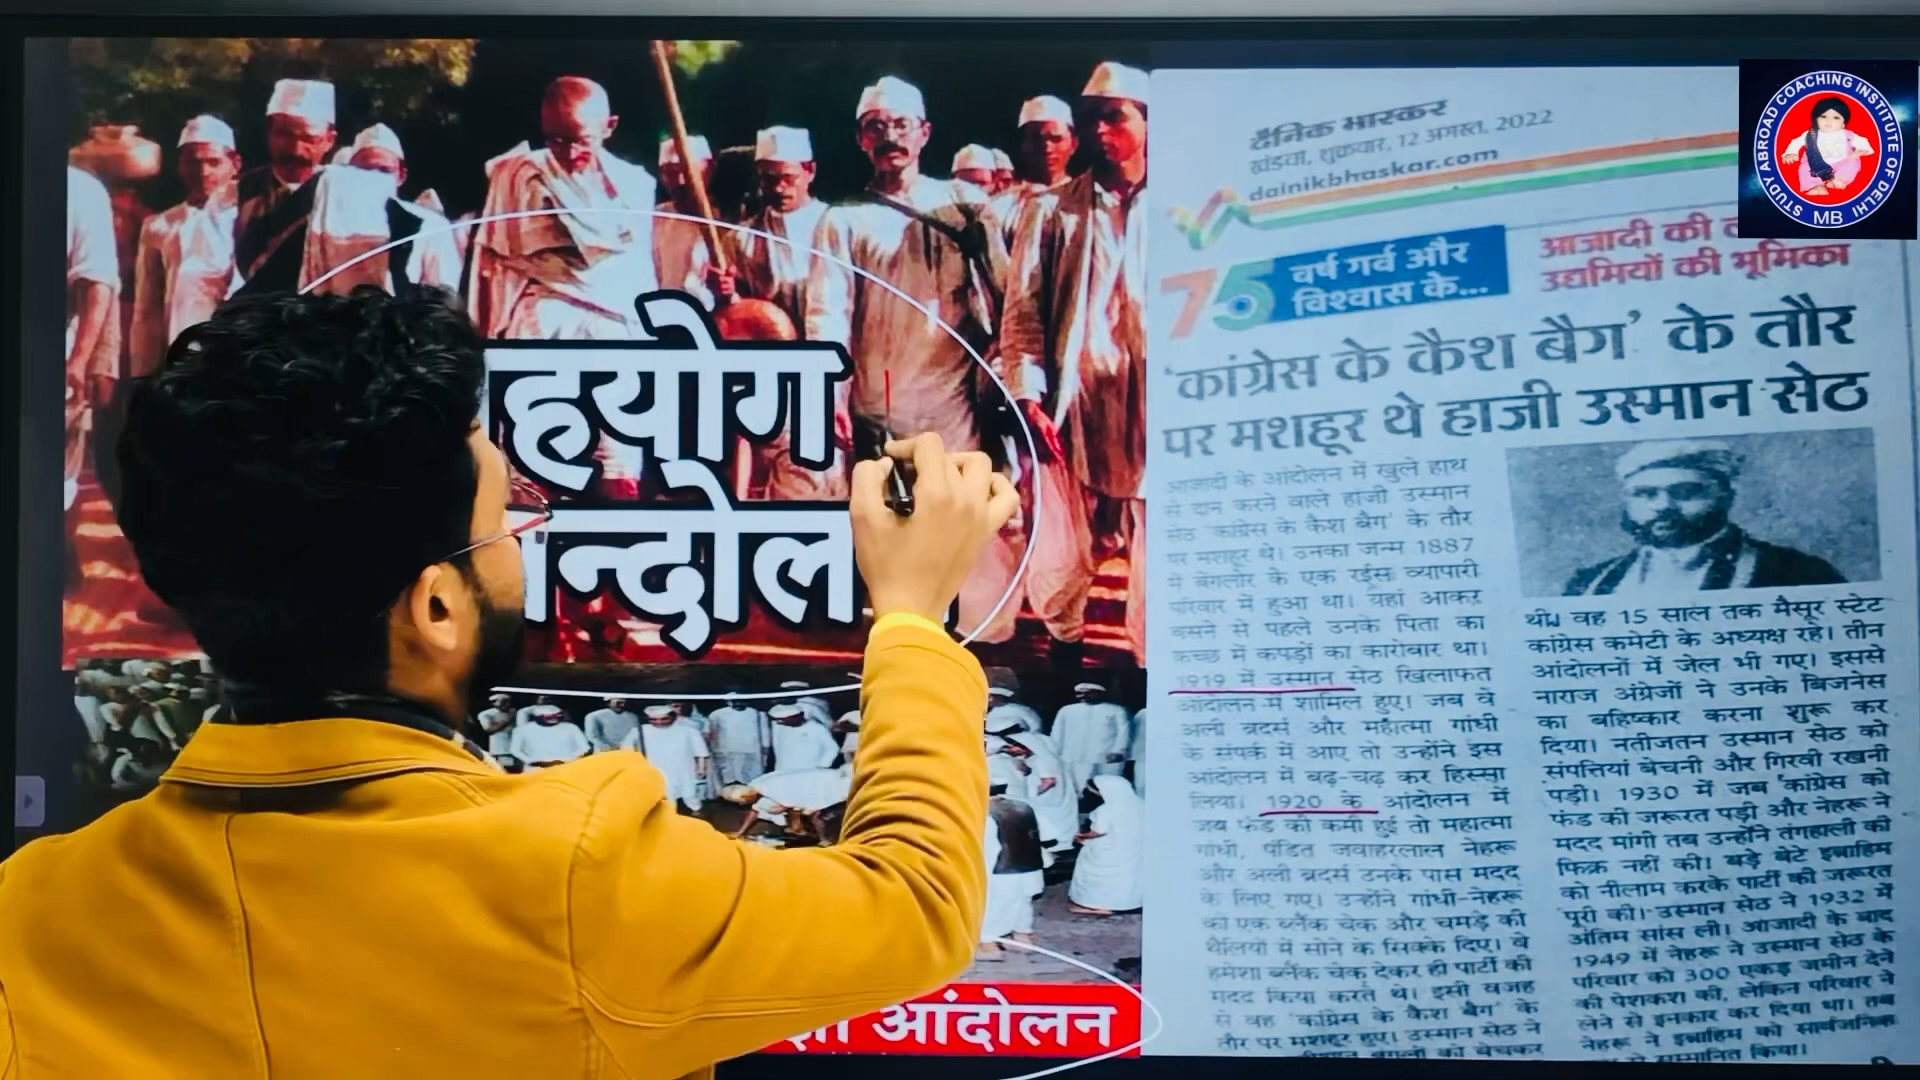 हयोग
न्दोल
आंदोलन
दैनिक भास्कर
खंडवा, शुक्रवार, 12 अगस्त, 2022
dainikbhaskar.com
75 वर्ष गर्व और
विश्वास के...
आजादी की
उद्यमियों की भूमिका
'कांग्रेस के कैश बैग' के तौर
पर मशहूर थे हाजी उस्मान सेठ
आजादी के आंदोलन में खुले हाथ
से दान करने वाले हाजी उस्मान
सेठ 'कांग्रेस के कैश बैग' के तौर
पर मशहूर थे। उनका जन्म 1887
में बेंगलोर के एक रईस व्यापारी
परिवार में हुआ था। यहां आकर
बसने से पहले उनके पिता का
कच्छ में कपड़ों का कारोबार था।
1919 में उस्मान सेठ खिलाफत
आंदोलन में शामिल हुए। जब वे
अली ब्रदर्स और महात्मा गांधी
के संपर्क में आए तो उन्होंने इस
आंदोलन में बढ़-चढ़ कर हिस्सा
लिया। 1920 के आंदोलन में
जब फंड की कमी हुई तो महात्मा
गांधी, पंडित जवाहरलाल नेहरू
और अली ब्रदर्स उनके पास मदद
के लिए गए। उन्होंने गांधी-नेहरू
को एक ब्लैंक चेक और चमड़े की
थैलियों में सोने के सिक्के दिए। वे
हमेशा ब्लैंक चेक देकर ही पार्टी की
मदद किया करते थे। इसी वजह
से वह 'कांग्रेस के कैश बैग' के
तौर पर मशहूर हुए। उस्मान सेठ ने
बंगला को बेचकर
थी। वह 15 साल तक मैसूर स्टेट
कांग्रेस कमेटी के अध्यक्ष रहे। तीन
आंदोलनों में जेल भी गए। इससे
नाराज अंग्रेजों ने उनके बिजनेस
का बहिष्कार करना शुरू कर
दिया। नतीजतन उस्मान सेठ को
संपत्तियां बेचनी और गिरवी रखनी
पड़ी। 1930 में जब 'कांग्रेस को
फंड की जरूरत पड़ी और नेहरू ने
मदद मांगी तब उन्होंने तंगहाली की
फिक्र नहीं की। बड़े बेटे इब्राहिम
को नीलाम करके पार्टी की जरूरत
पूरी की। उस्मान सेठ ने 1932 में
अंतिम सांस ली। आजादी के बाद
1949 में नेहरू ने उस्मान सेठ के
परिवार को 300 एकड़ जमीन देने
की पेशकश की, लेकिन परिवार ने
लेने से इनकार कर दिया था। तब
नेहरू ने इब्राहिम को सार्वजनिक
से सम्मानित किया।
STUDY ABROAD COACHING INSTITUTE OF DELHI
MB